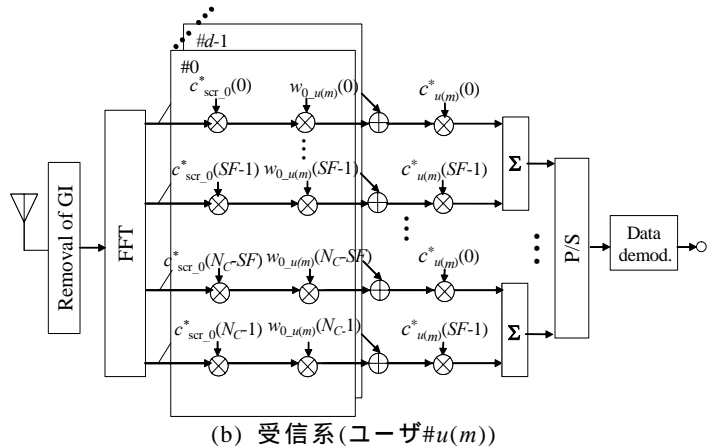 #d-1
#0
c*scr_0(0)
w0_u(m)(0)
c*u(m)(0)
c*scr_0(SF-1)
w0_u(m)(SF-1)
c*u(m)(SF-1)
c*scr_0(NC-SF)
w0_u(m)(NC-SF)
c*u(m)(0)
c*scr_0(NC-1)
w0_u(m)(NC-1)
c*u(m)(SF-1)
Removal of GI
FFT
Σ
Σ
P/S
Data
demod.
(b) 受信系(ユーザ#u(m))